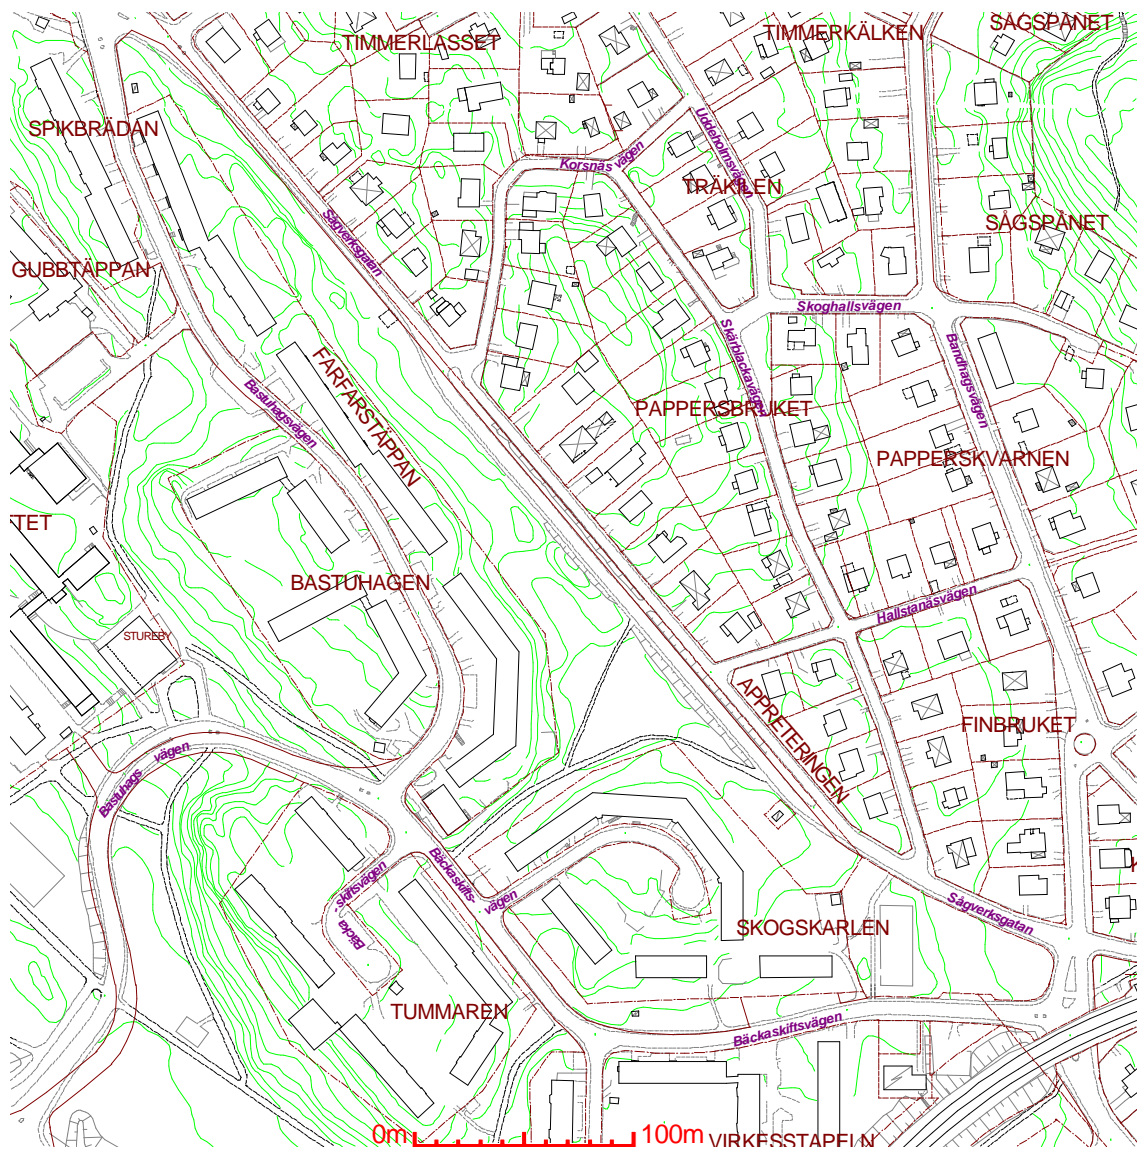 SÅGSPÅNET
TIMMERLASSET
TIMMERKÄLKEN
SPIKBRÄDAN
Uddeholmsvägen
Korsnäs vägen
TRÄKILEN
Sågverksgatan
SÅGSPÅNET
GUBBTÄPPAN
Skoghallsvägen
Skärblackavägen
Bandhagsvägen
FARFARSTÄPPAN
Bastuhagsvägen
PAPPERSBRUKET
PAPPERSKVARNEN
TET
BASTUHAGEN
Hallstanäsvägen
STUREBY
APPRETERINGEN
FINBRUKET
Bastuhags vägen
Bäckaskifts-
vägen
Bäcka
-skiftsvägen
K
Sågverksgatan
SKOGSKARLEN
TUMMAREN
Bäckaskiftsvägen
0m 100m
VIRKESSTAPELN